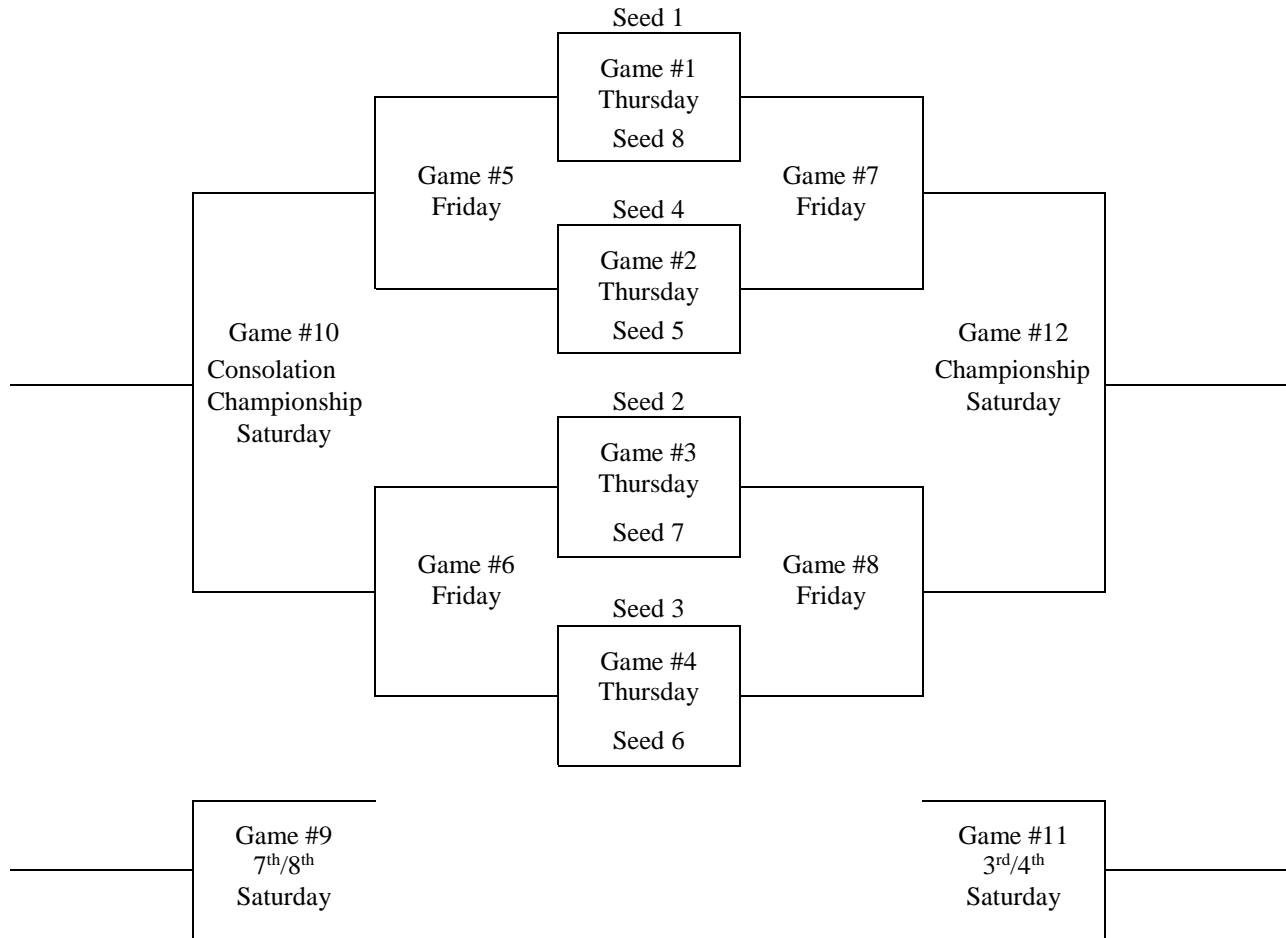 Seed 1
Game #1
Thursday
Seed 8
Game #5
Friday
Game #7
Friday
Seed 4
Game #2
Thursday
Seed 5
Game #10
Consolation
Championship
Saturday
Game #12
Championship
Saturday
Seed 2
Game #3
Thursday
Seed 7
Game #6
Friday
Game #8
Friday
Seed 3
Game #4
Thursday
Seed 6
Game #9
7th/8th
Saturday
Game #11
3rd/4th
Saturday